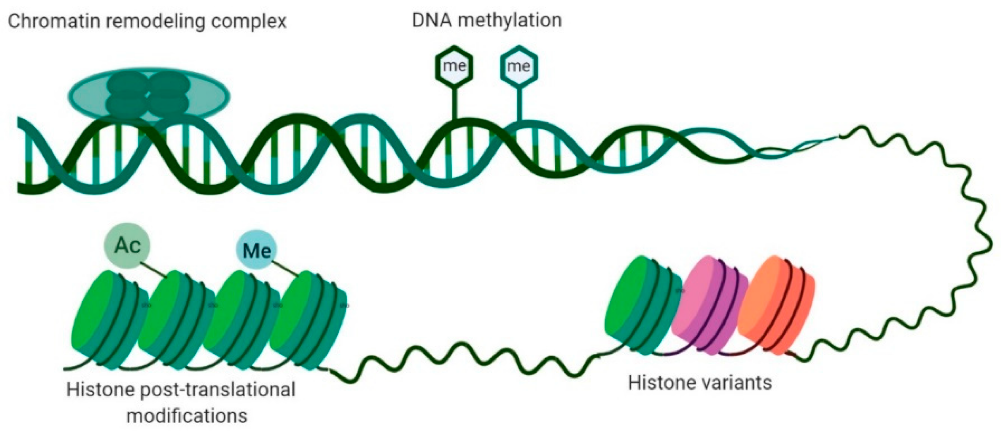 Chromatin remodeling complex
DNA methylation
me
me
Ac
Me
Histone post-translational
modifications
Histone variants